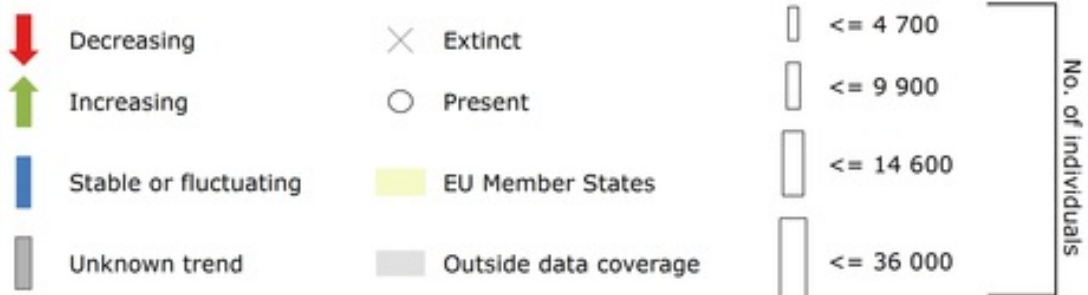 Decreasing
Increasing
Stable or fluctuating
Unknown trend
Extinct
Present
EU Member States
Outside data coverage
<= 4 700
<= 9 900
<= 14 600
<= 36 000
No. of individuals